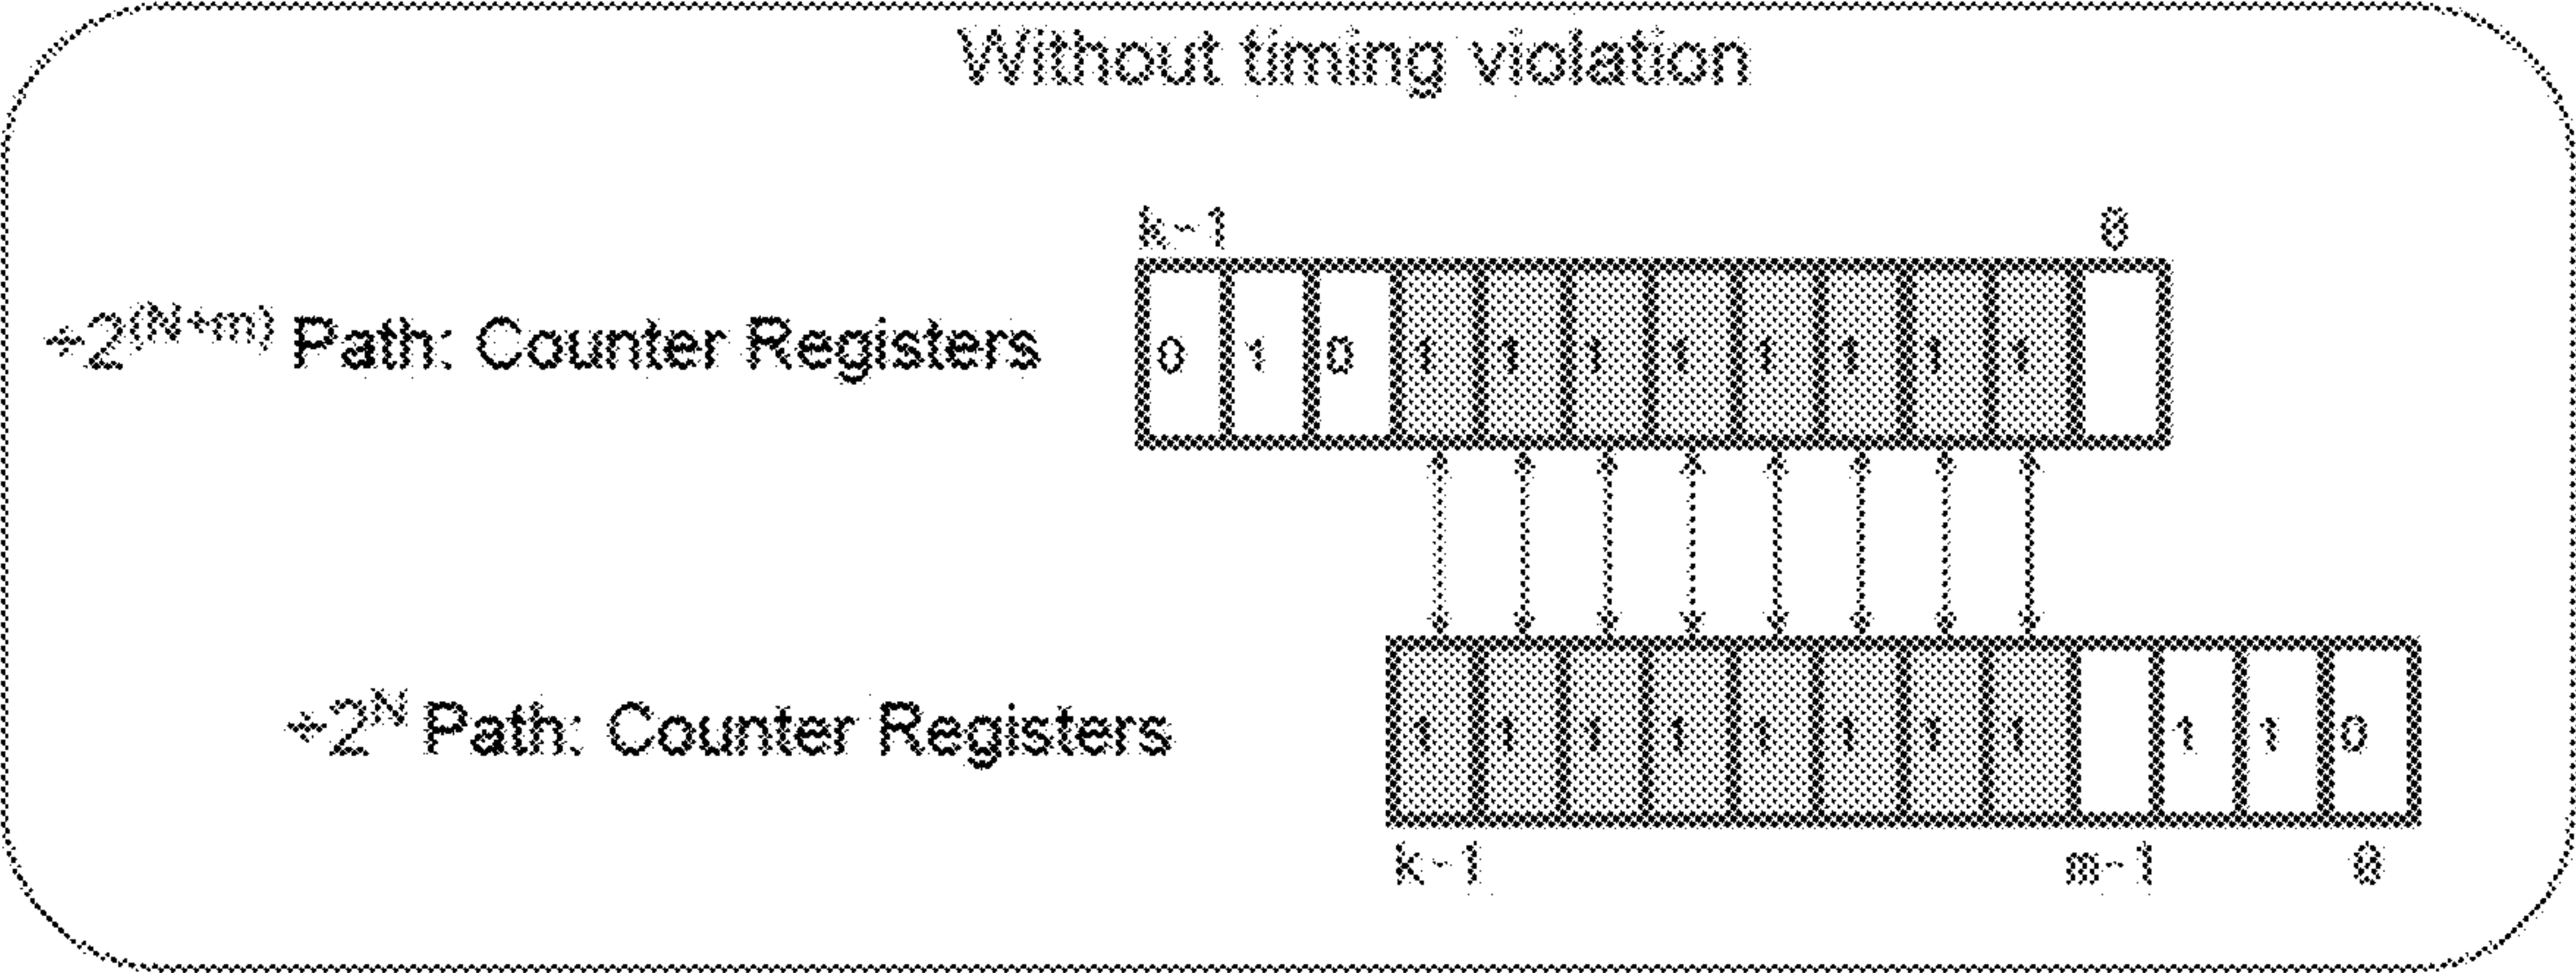 Without timing violation
k-1 0
÷2^(N+m) Path: Counter Registers 0 1 0 1 1 1 1 1 1 1 1
÷2^N Path: Counter Registers 1 1 1 1 1 1 1 1 1 1 0
k-1 m-1 0